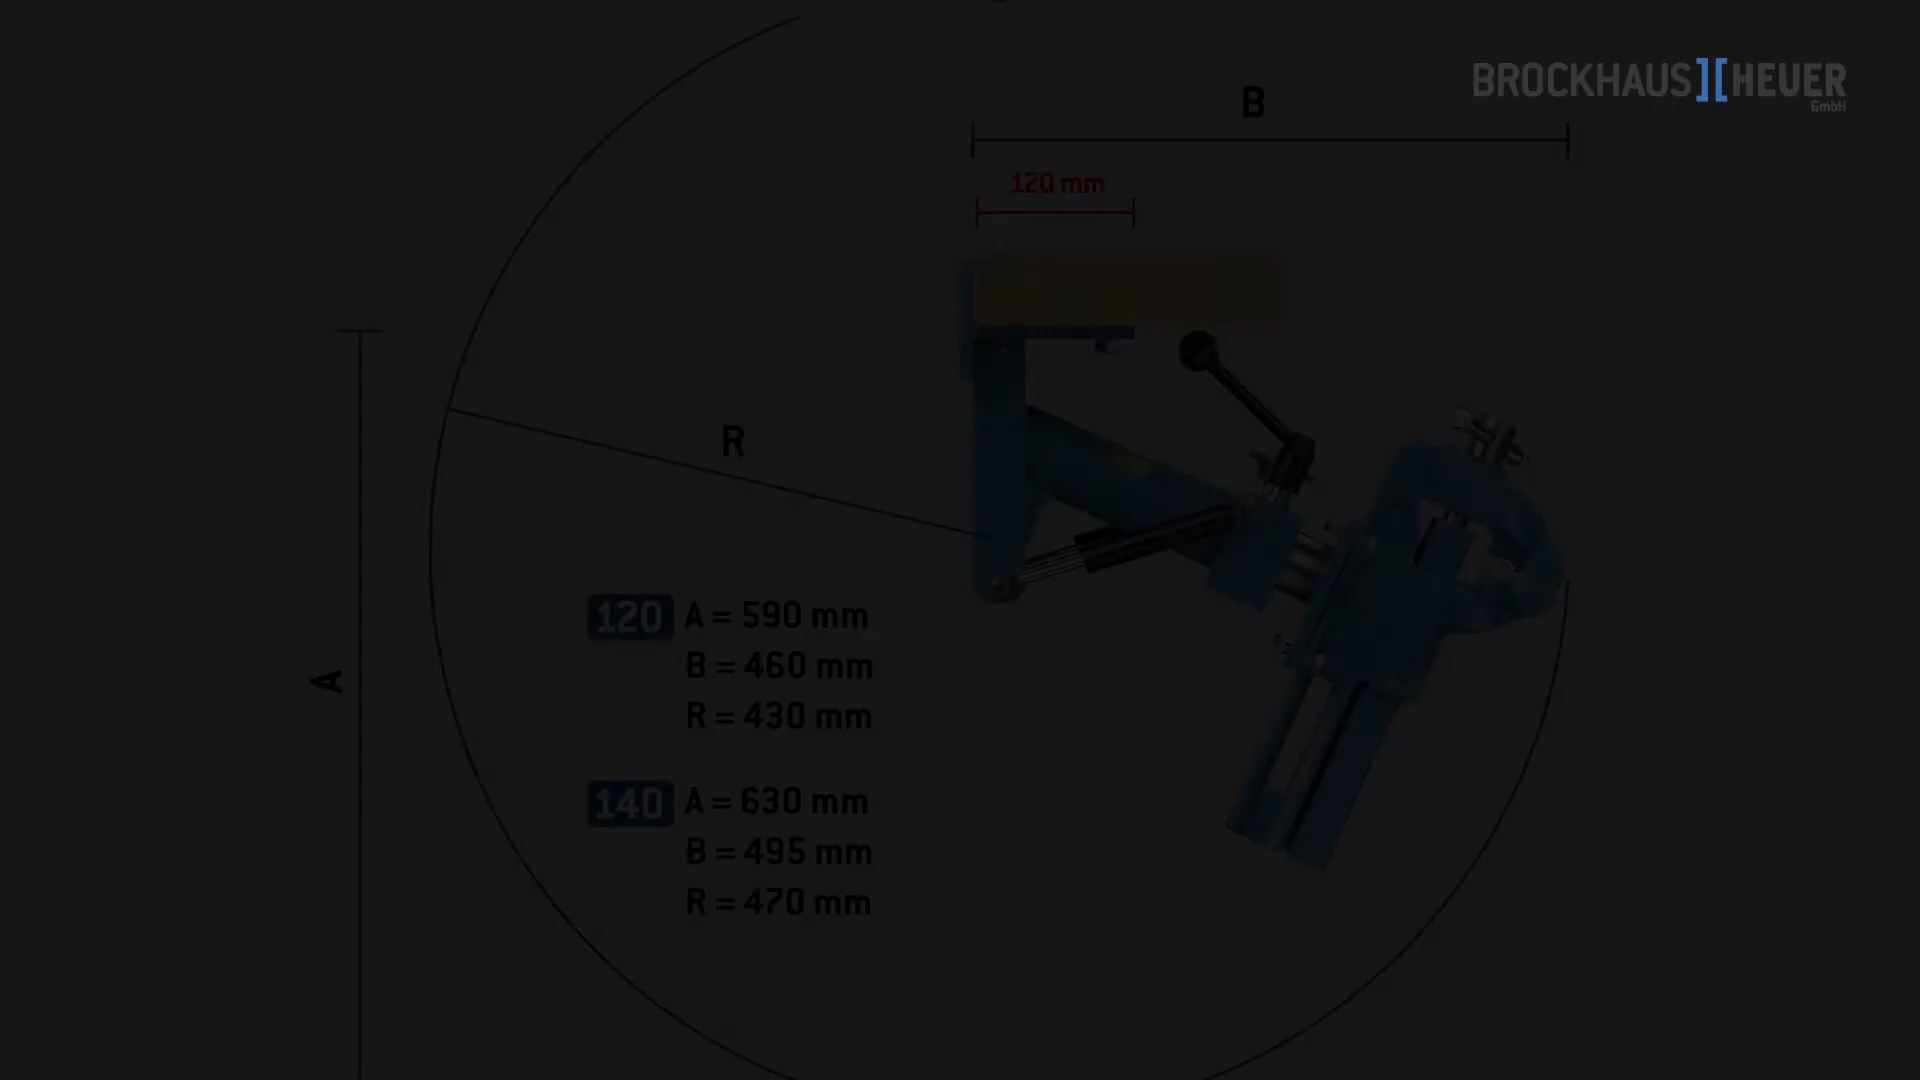 BROCKHAUS][HEUER
GmbH
B
120 mm
R
A
120 A = 590 mm
B = 460 mm
R = 430 mm
140 A = 630 mm
B = 495 mm
R = 470 mm